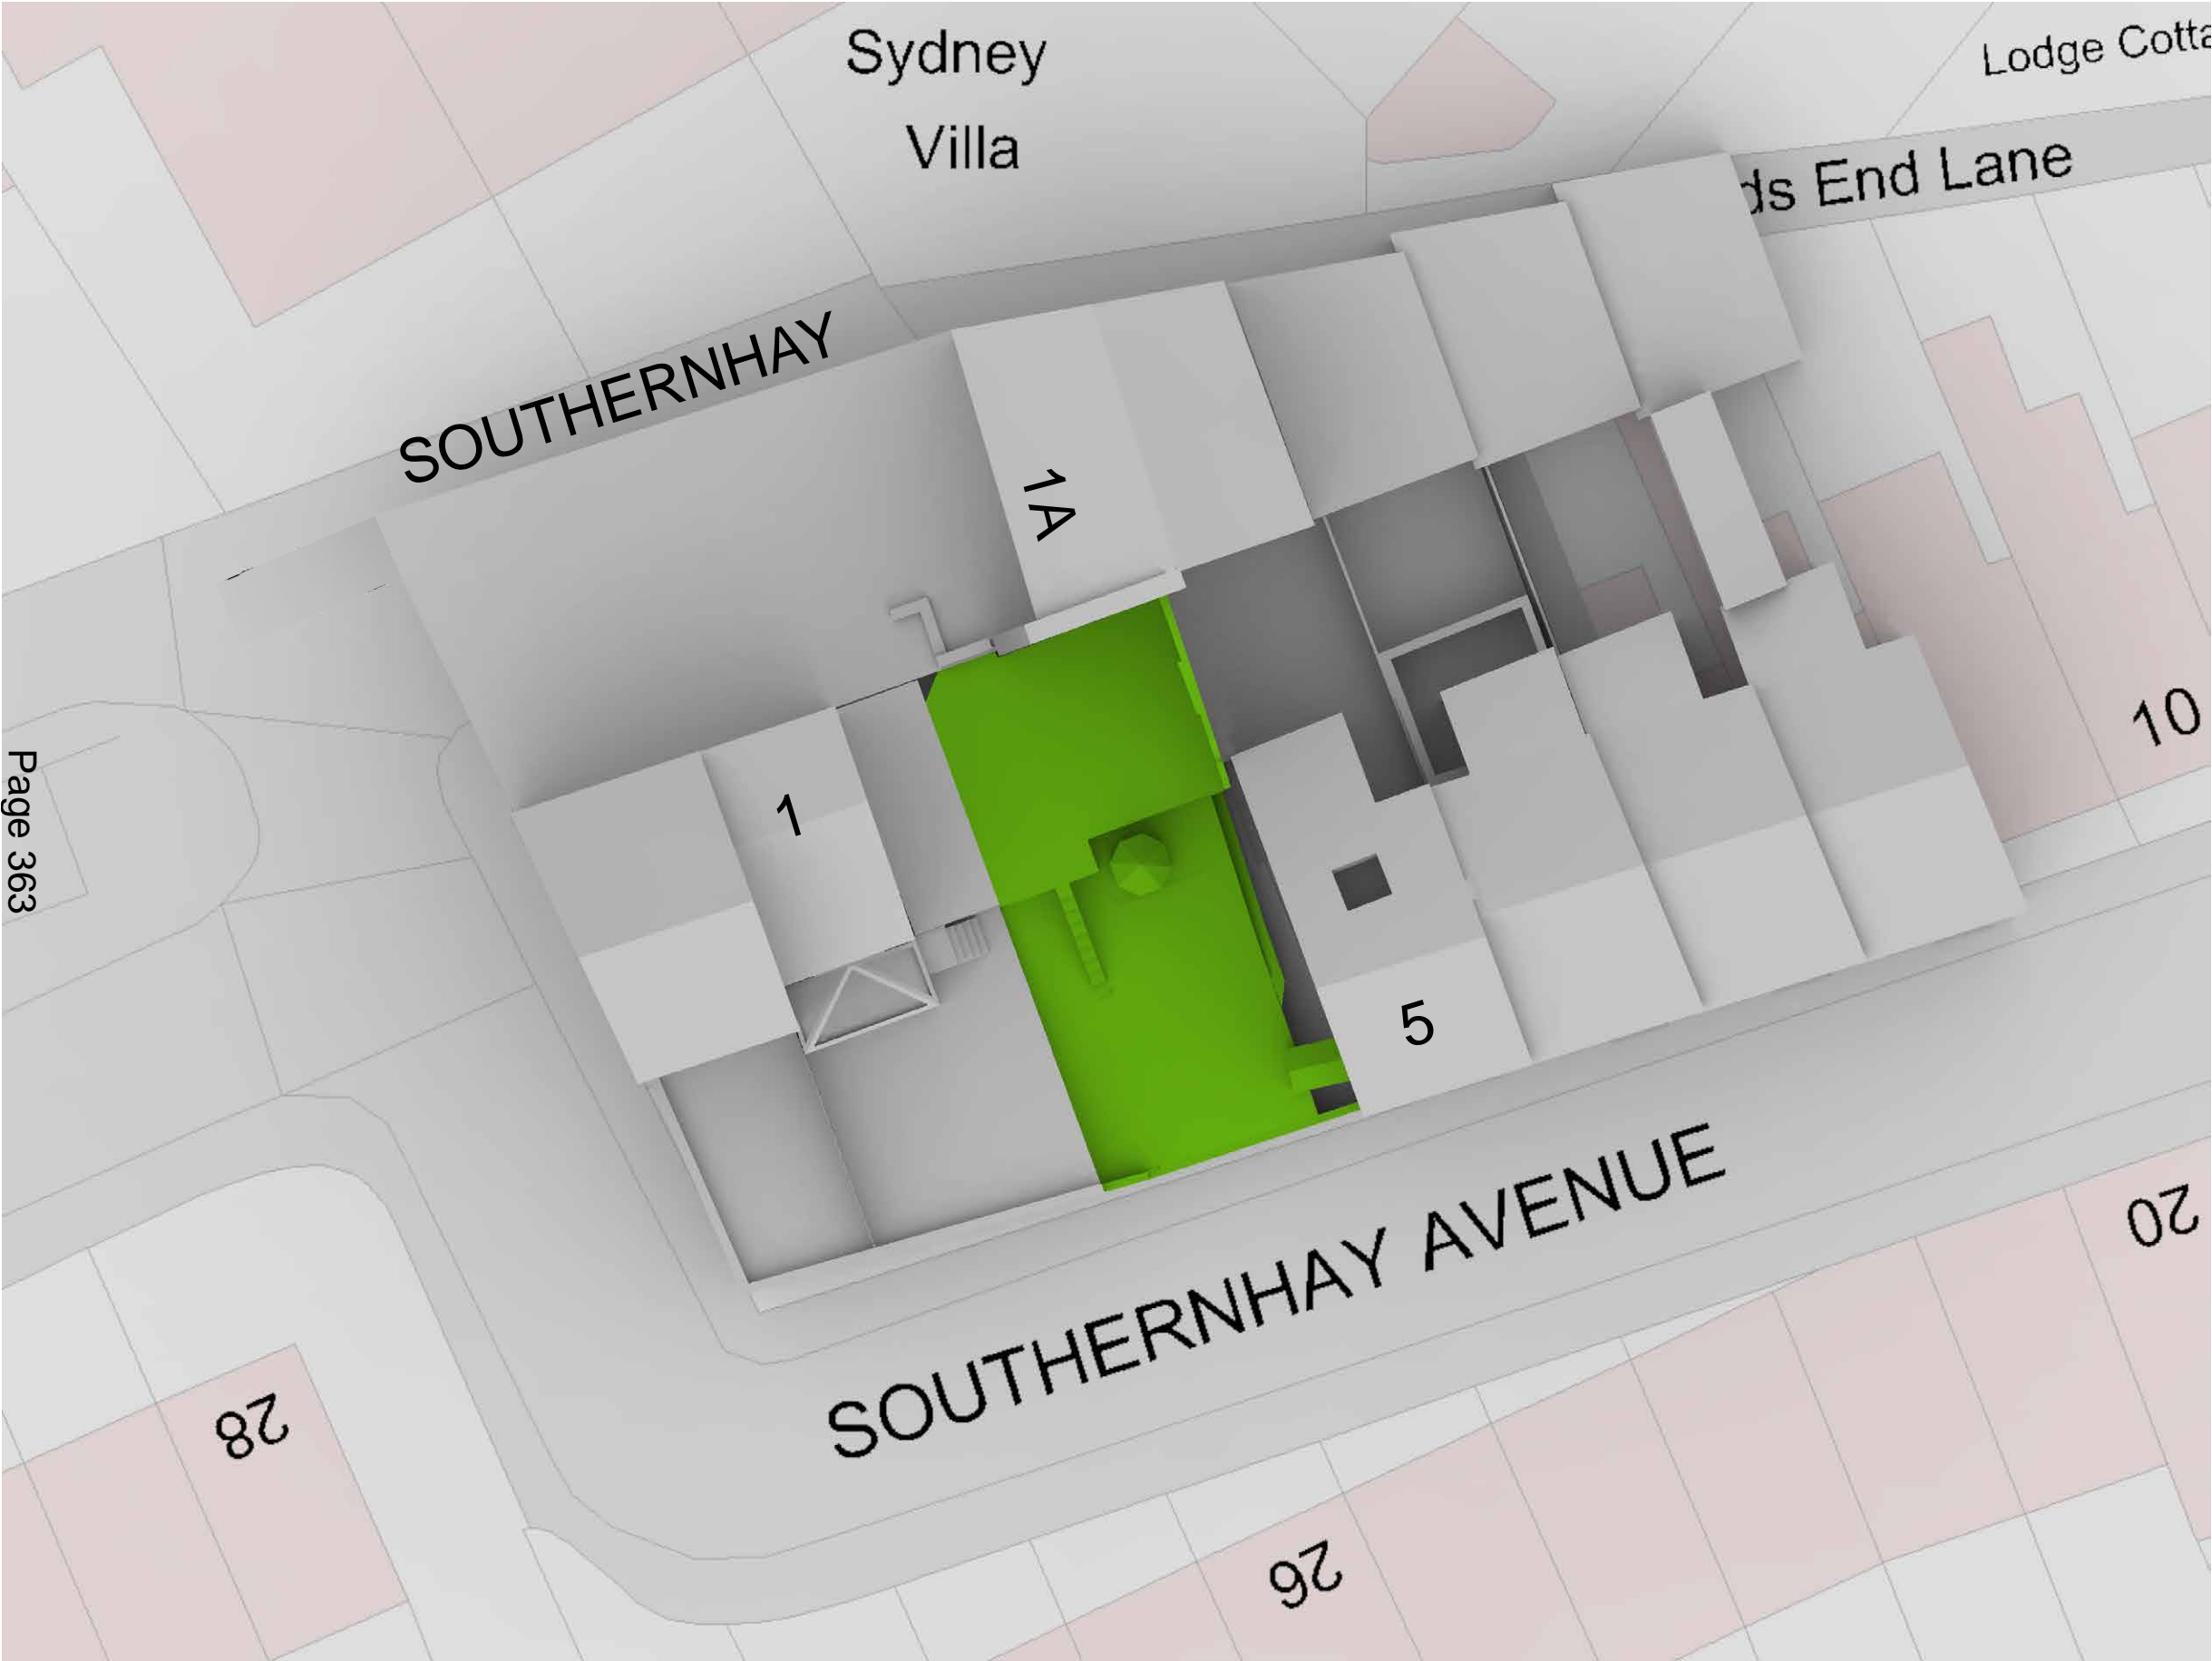 Sydney
Villa
Lodge Cotta
ds End Lane
SOUTHERNHAY
1A
10
1
Page 363
5
SOUTHERNHAY AVENUE
20
28
26